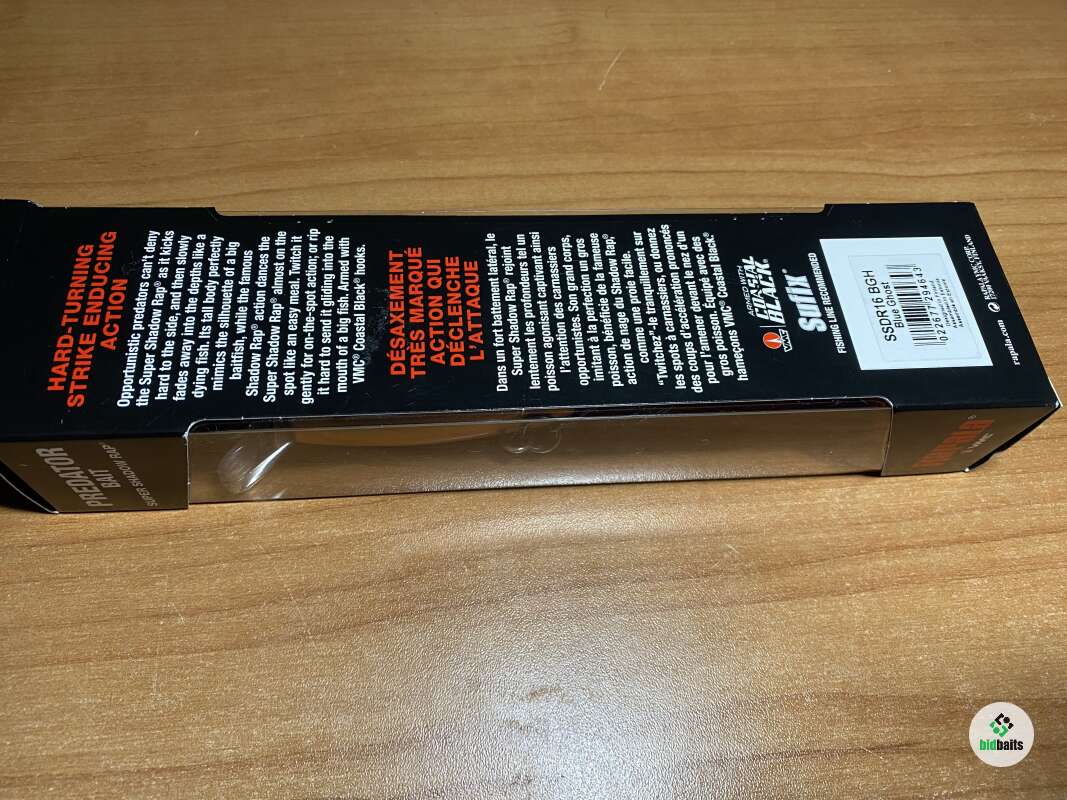 HARD-TURNING
STRIKE ENDUCING
ACTION
Opportunistic predators can't deny
the Super Shadow Rap® as it kicks
hard to the side, and then slowly
fades away into the depths like a
dying fish. Its tall body perfectly
mimics the silhouette of a big
baitfish, while the famous
Shadow Rap® action dances the
Super Shadow Rap® almost on the
spot like an easy meal. Twitch it
gently for on-the-spot action; or rip
it hard to send it gliding into the
mouth of a big fish. Armed with
VMC® Coastal Black® hooks.
DÉSAXEMENT
TRÈS MARQUÉ
ACTION QUI
DÉCLENCHE
L'ATTAQUE
Dans un fort battement latéral, le
Super Shadow Rap® rejoint
lentement les profondeurs tel un
poisson agonisant captivant ainsi
l'attention des carnassiers
opportunistes. Son grand corps,
imitant à la perfection un gros
poisson, bénéficie de la fameuse
action de nage du Shadow Rap®,
comme une proie facile.
"Twitchez"-le tranquillement sur
les spots à carnassiers, ou donnez
des coups d'accélération prononcés
pour l'amener devant le nez d'un
gros poisson. Équipé avec des
hameçons VMC® Coastal Black®
ARMED WITH
VMC
COASTAL
BLACK
Sufix
FISHING LINE RECOMMENDED
SSDR16 BGH
Blue Ghost
rapala.com
PREDATOR
BAIT
SUPER SHADOW RAP®
bidbaits